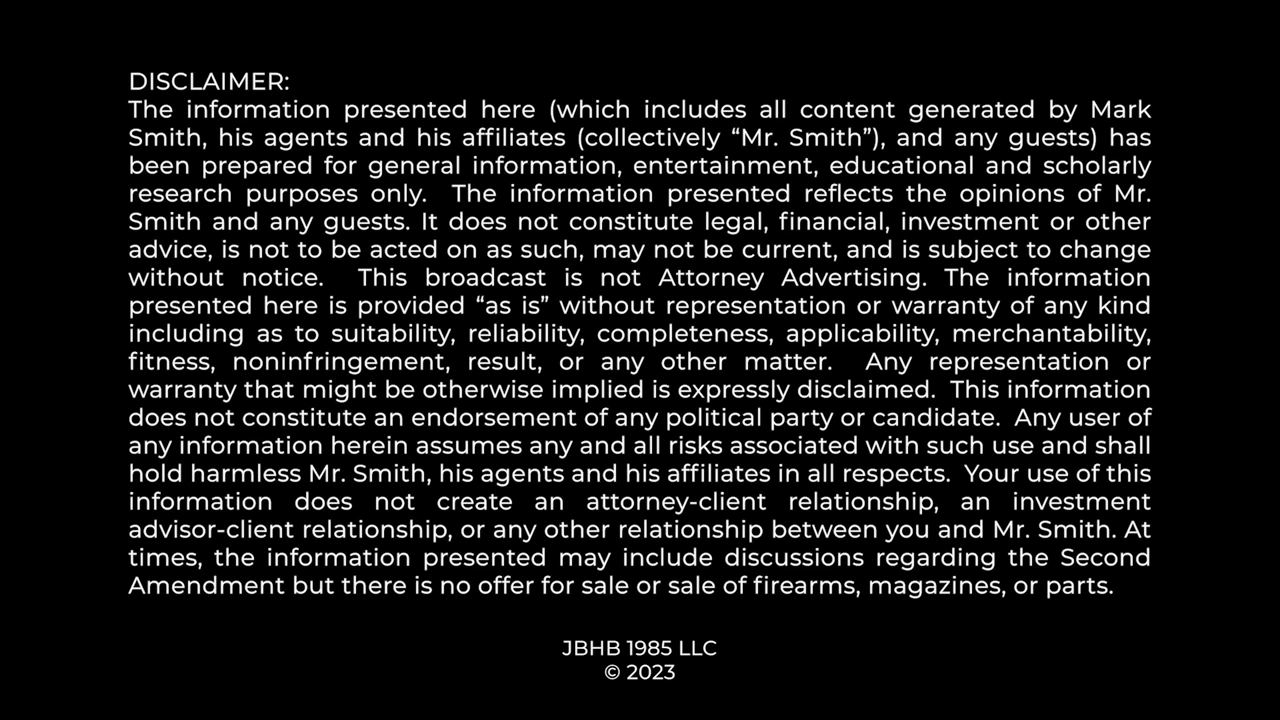 DISCLAIMER:
The information presented here (which includes all content generated by Mark
Smith, his agents and his affiliates (collectively “Mr. Smith”), and any guests) has
been prepared for general information, entertainment, educational and scholarly
research purposes only.  The information presented reflects the opinions of Mr.
Smith and any guests. It does not constitute legal, financial, investment or other
advice, is not to be acted on as such, may not be current, and is subject to change
without notice.  This broadcast is not Attorney Advertising. The information
presented here is provided “as is” without representation or warranty of any kind
including as to suitability, reliability, completeness, applicability, merchantability,
fitness, noninfringement, result, or any other matter.  Any representation or
warranty that might be otherwise implied is expressly disclaimed.  This information
does not constitute an endorsement of any political party or candidate.  Any user of
any information herein assumes any and all risks associated with such use and shall
hold harmless Mr. Smith, his agents and his affiliates in all respects.  Your use of this
information does not create an attorney-client relationship, an investment
advisor-client relationship, or any other relationship between you and Mr. Smith. At
times, the information presented may include discussions regarding the Second
Amendment but there is no offer for sale or sale of firearms, magazines, or parts.
JBHB 1985 LLC
© 2023